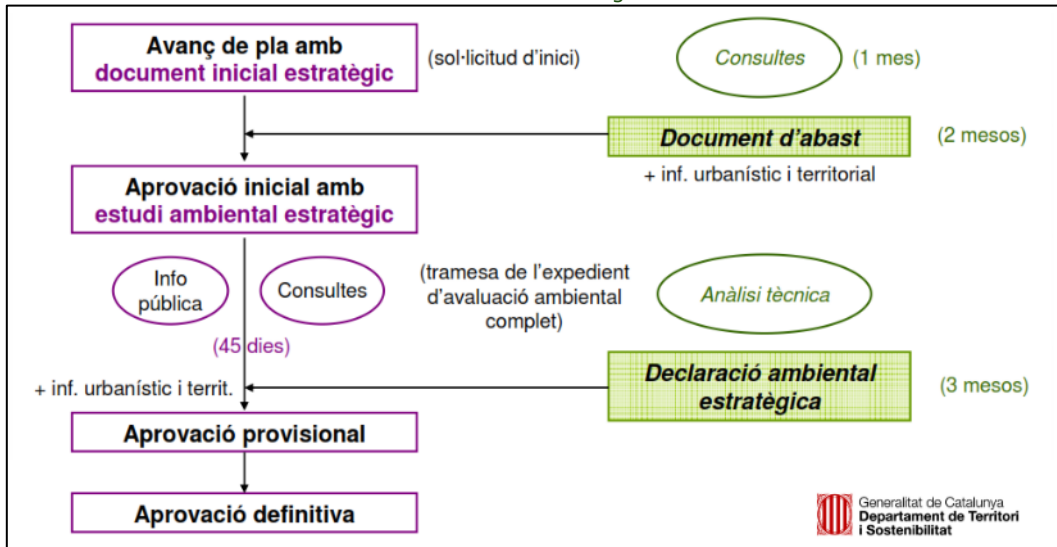 Avanç de pla amb
document inicial estratègic
(sol·licitud d'inici)
Consultes
(1 mes)
Document d'abast
(2 mesos)
+ inf. urbanístic i territorial
Aprovació inicial amb
estudi ambiental estratègic
Info
pública
Consultes
(45 dies)
(tramesa de l'expedient
d'avaluació ambiental
complet)
Anàlisi tècnica
+ inf. urbanístic i territ.
Declaració ambiental
estratègica
(3 mesos)
Aprovació provisional
Aprovació definitiva
Generalitat de Catalunya
Departament de Territori
i Sostenibilitat